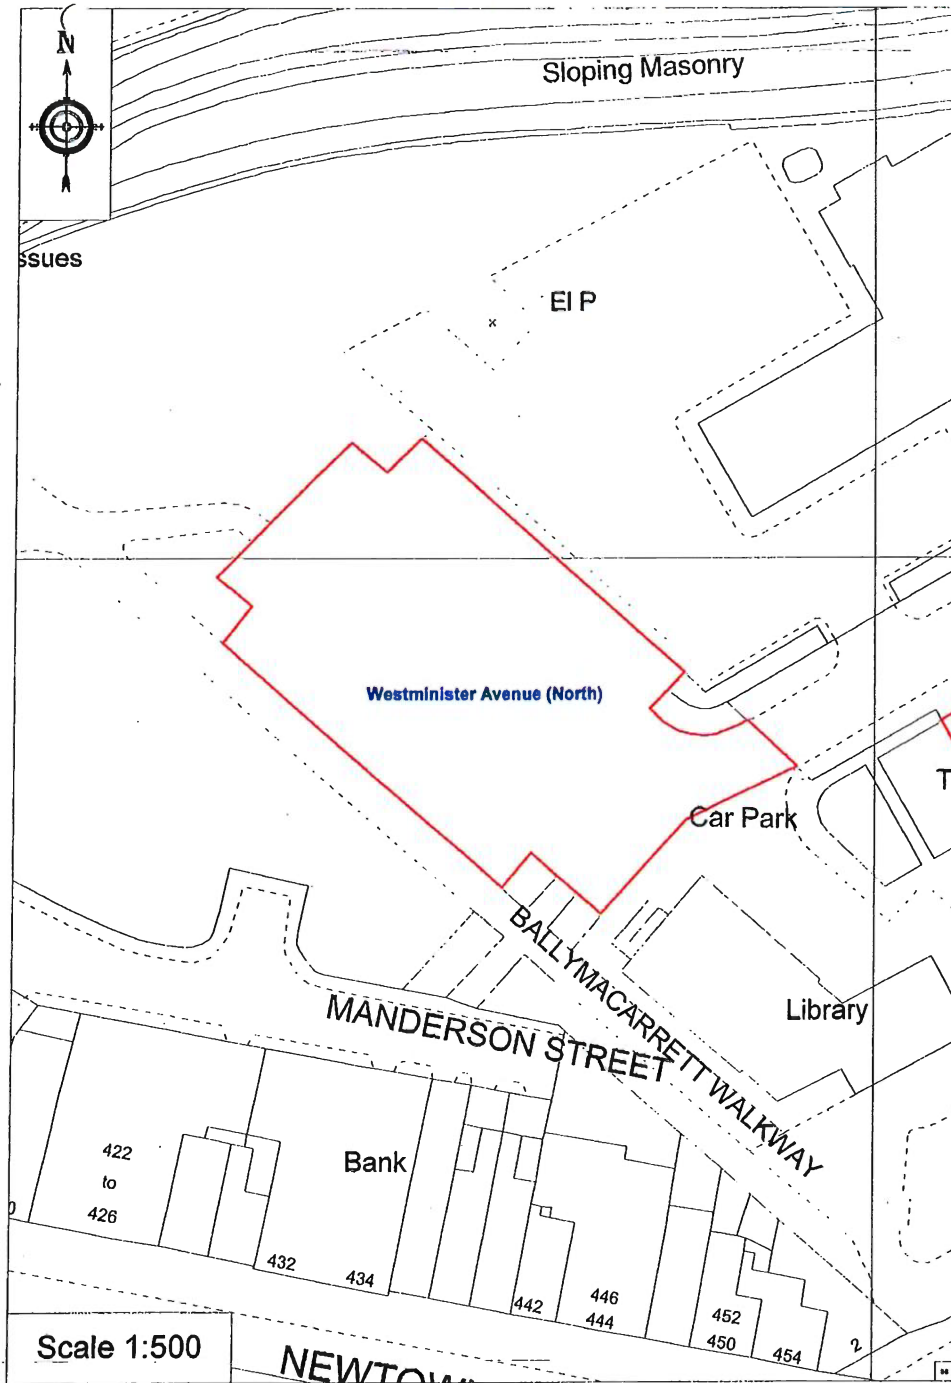 N
Sloping Masonry
ssues
El P
Westminister Avenue (North)
Car Park
T
BALLYMACARRETT WALKWAY
Library
MANDERSON STREET
422
to
426
Bank
432
434
442
446
444
452
450
454
2
Scale 1:500